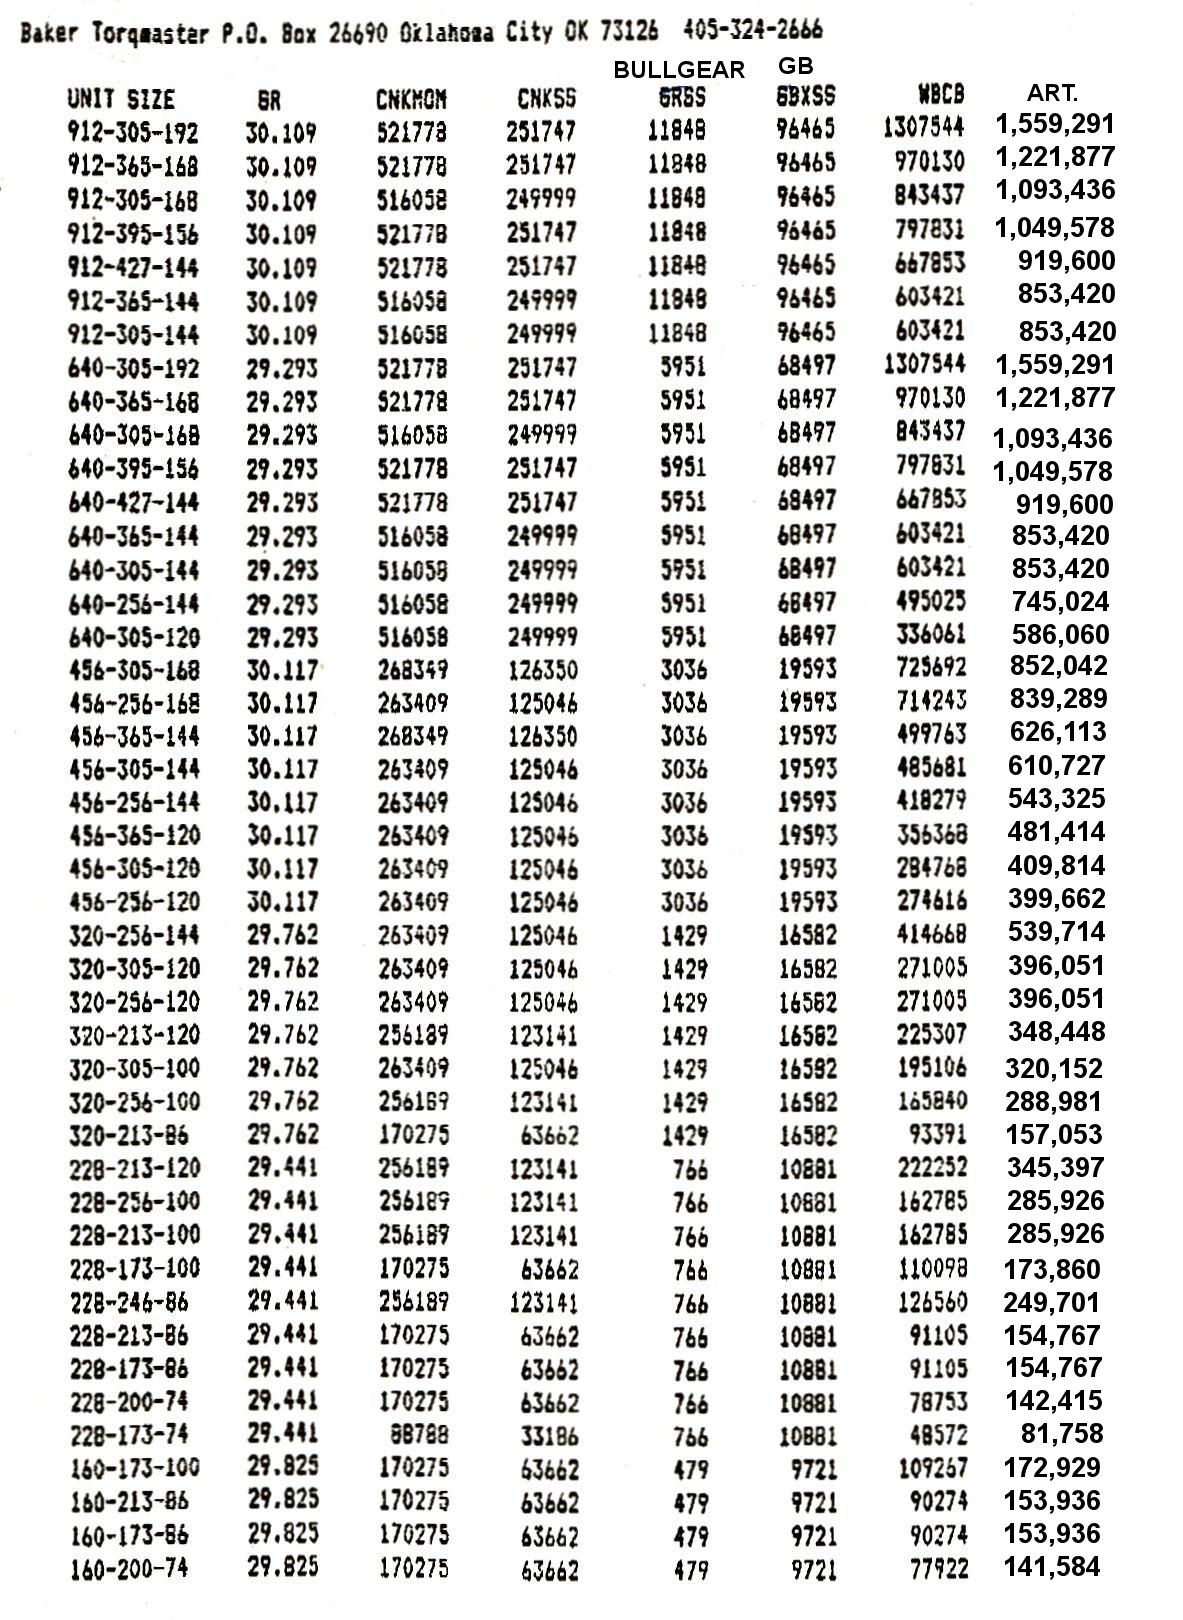 Baker Torqmaster P.O. Box 26690 Oklahoma City OK 73126 405-324-2666
BULLGEAR GB
UNIT SIZE GR CNKMOM CNKSS GRSS GBXSS WBCB ART.
912-305-192 30.109 521778 251747 11848 96465 1307544 1,559,291
912-365-168 30.109 521778 251747 11848 96465 970130 1,221,877
912-305-168 30.109 516058 249999 11848 96465 843437 1,093,436
912-395-156 30.109 521778 251747 11848 96465 797831 1,049,578
912-427-144 30.109 521778 251747 11848 96465 667853 919,600
912-365-144 30.109 516058 249999 11848 96465 603421 853,420
912-305-144 30.109 516058 249999 11848 96465 603421 853,420
640-305-192 29.293 521778 251747 5951 68497 1307544 1,559,291
640-365-168 29.293 521778 251747 5951 68497 970130 1,221,877
640-305-168 29.293 516058 249999 5951 68497 843437 1,093,436
640-395-156 29.293 521778 251747 5951 68497 797831 1,049,578
640-427-144 29.293 521778 251747 5951 68497 667853 919,600
640-365-144 29.293 516058 249999 5951 68497 603421 853,420
640-305-144 29.293 516058 249999 5951 68497 603421 853,420
640-256-144 29.293 516058 249999 5951 68497 495025 745,024
640-305-120 29.293 516058 249999 5951 68497 336061 586,060
456-305-168 30.117 268349 126350 3036 19593 725692 852,042
456-256-168 30.117 263409 125046 3036 19593 714243 839,289
456-365-144 30.117 268349 126350 3036 19593 499763 626,113
456-305-144 30.117 263409 125046 3036 19593 485681 610,727
456-256-144 30.117 263409 125046 3036 19593 418279 543,325
456-365-120 30.117 263409 125046 3036 19593 356368 481,414
456-305-120 30.117 263409 125046 3036 19593 284768 409,814
456-256-120 30.117 263409 125046 3036 19593 274616 399,662
320-256-144 29.762 263409 125046 1429 16582 414668 539,714
320-305-120 29.762 263409 125046 1429 16582 271005 396,051
320-256-120 29.762 263409 125046 1429 16582 271005 396,051
320-213-120 29.762 256189 123141 1429 16582 225307 348,448
320-305-100 29.762 263409 125046 1429 16582 195106 320,152
320-256-100 29.762 256189 123141 1429 16582 165840 288,981
320-213-86 29.762 170275 63662 1429 16582 93391 157,053
228-213-120 29.441 256189 123141 766 10881 222252 345,397
228-256-100 29.441 256189 123141 766 10881 162785 285,926
228-213-100 29.441 256189 123141 766 10881 162785 285,926
228-173-100 29.441 170275 63662 766 10881 110098 173,860
228-246-86 29.441 256189 123141 766 10881 126560 249,701
228-213-86 29.441 170275 63662 766 10881 91105 154,767
228-173-86 29.441 170275 63662 766 10881 91105 154,767
228-200-74 29.441 170275 63662 766 10881 78753 142,415
228-173-74 29.441 88788 33186 766 10881 48572 81,758
160-173-100 29.825 170275 63662 479 9721 109267 172,929
160-213-86 29.825 170275 63662 479 9721 90274 153,936
160-173-86 29.825 170275 63662 479 9721 90274 153,936
160-200-74 29.825 170275 63662 479 9721 77922 141,584